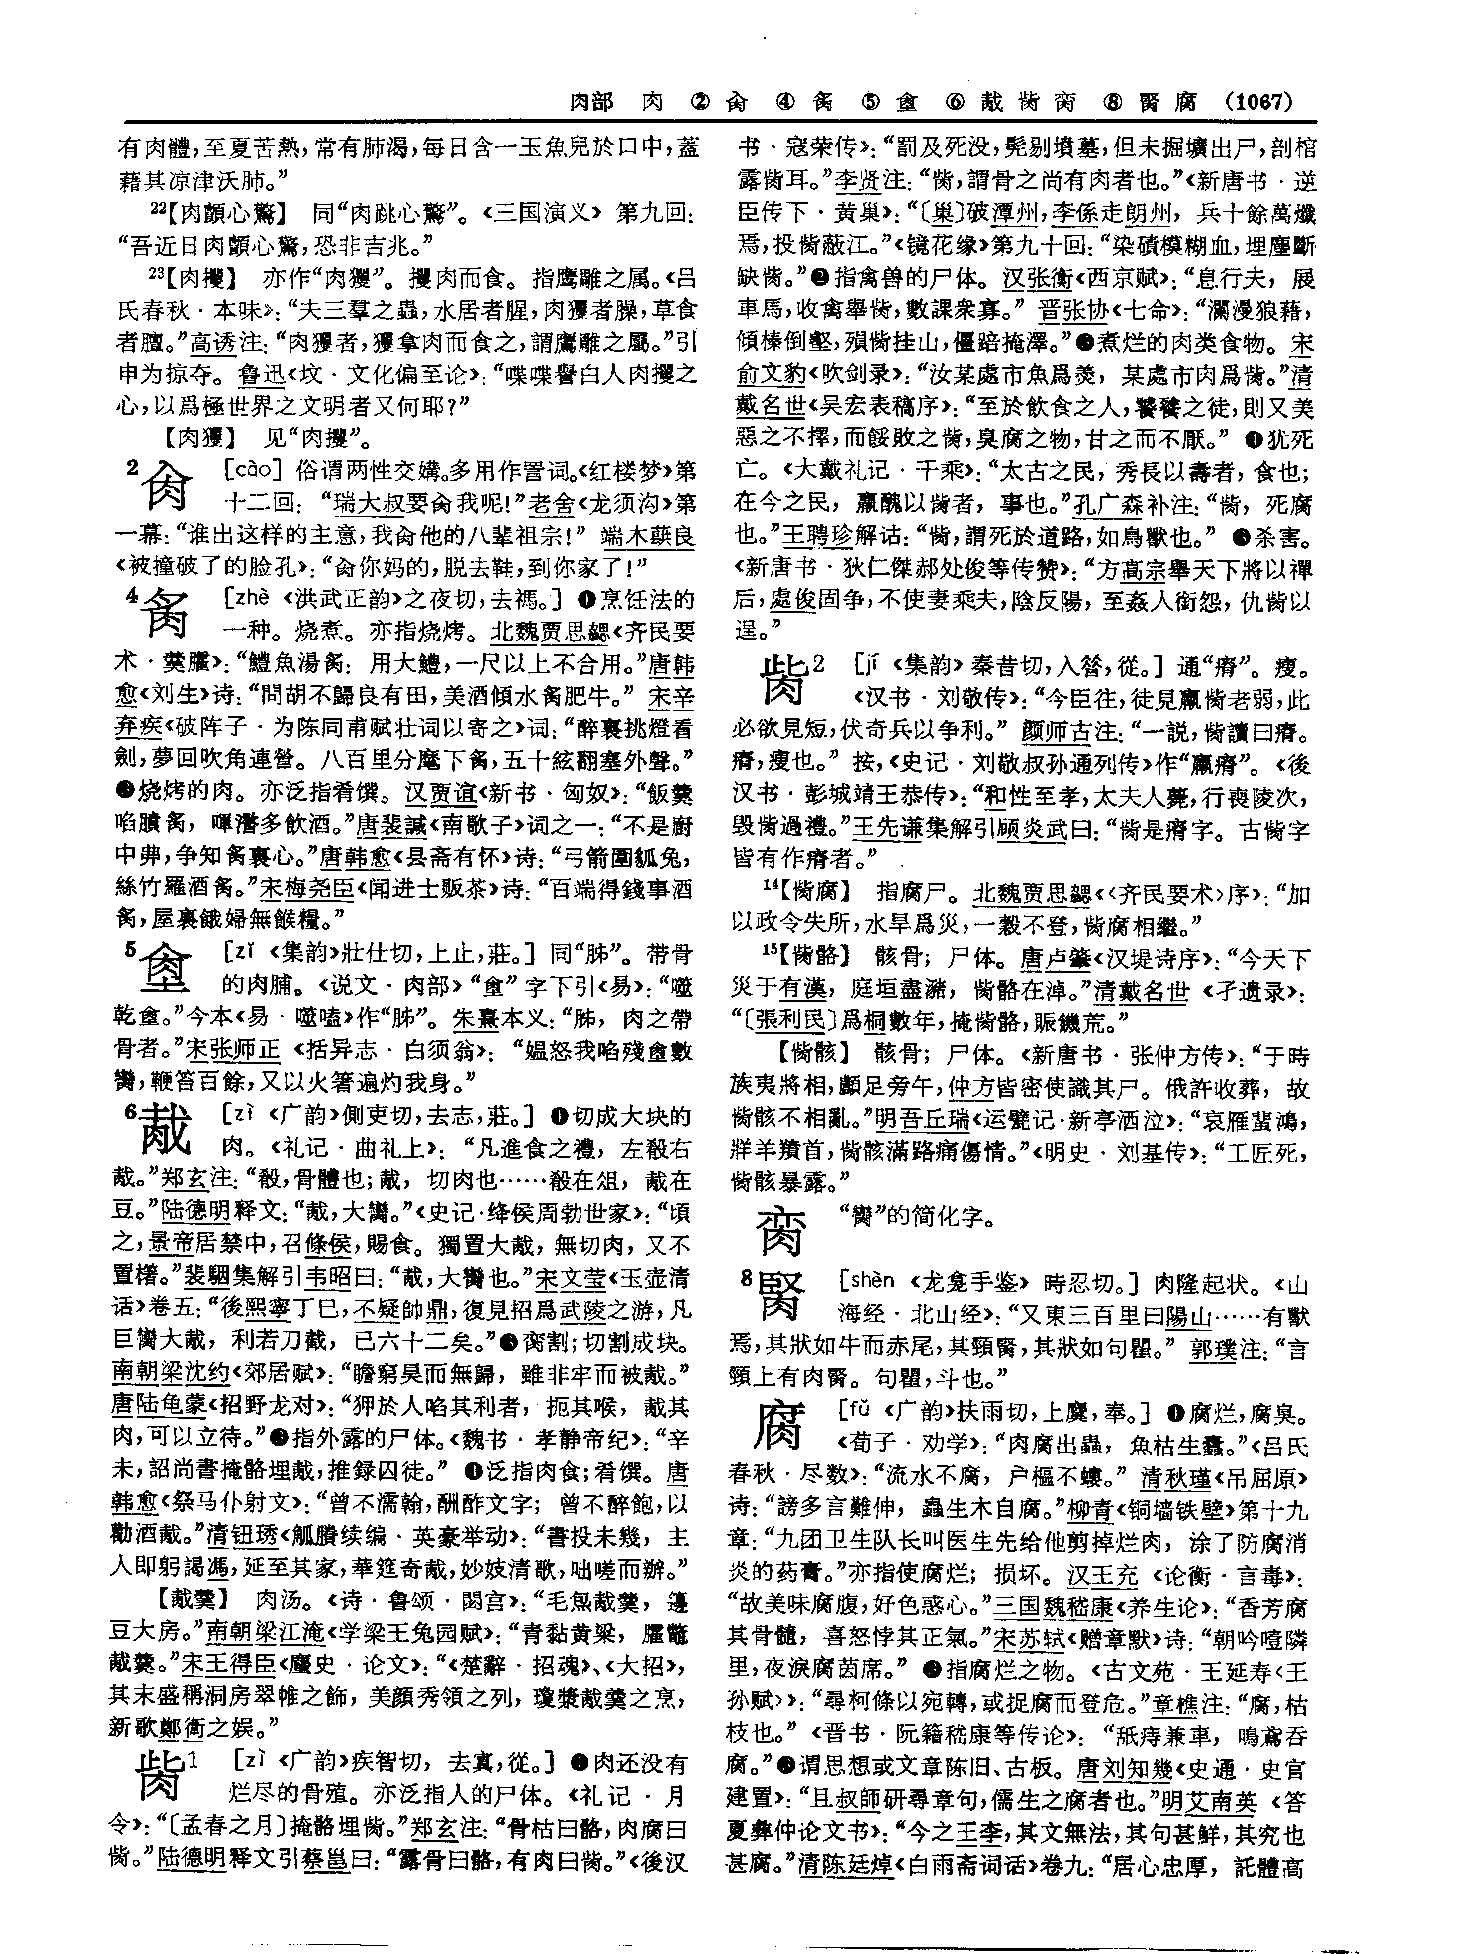 肉部 肉 ②肏 ④炙 ⑤𠕎 ⑥胾胔脔 ⑧腎腐 (1067)
有肉體,至夏苦熱,常有肺渴,每日含一玉魚兒於口中,蓋
藉其凉津沃肺。”
²²【肉顫心驚】 同“肉跳心驚”。《三国演义》第九回:
“吾近日肉顫心驚,恐非吉兆。”
²³【肉攫】 亦作“肉玃”。攫肉而食。指鹰雕之属。《吕
氏春秋·本味》:“夫三羣之蟲,水居者腥,肉玃者臊,草食
者膻。”高诱注:“肉玃者,玃拿肉而食之,謂鷹雕之屬。”引
申为掠夺。鲁迅《坟·文化偏至论》:“喋喋譽白人肉攫之
心,以爲極世界之文明者又何耶?”
【肉玃】 见“肉攫”。
²肏 [cào] 俗谓两性交媾。多用作詈词。《红楼梦》第
十二回:“瑞大叔要肏我呢!”老舍《龙须沟》第
一幕:“谁出这样的主意,我肏他的八辈祖宗!” 端木蕻良
《被撞破了的脸孔》:“肏你妈的,脱去鞋,到你家了!”
⁴炙 [zhè 《洪武正韵》之夜切,去禡。] ❶烹饪法的
一种。烧煮。亦指烧烤。北魏贾思勰《齐民要
术·羹臛》:“鱧魚湯炙:用大鱧,一尺以上不合用。”唐韩
愈《刘生》诗:“問胡不歸良有田,美酒傾水炙肥牛。” 宋辛
弃疾《破阵子·为陈同甫赋壮词以寄之》词:“醉裏挑燈看
劍,夢回吹角連營。八百里分麾下炙,五十絃翻塞外聲。”
❷烧烤的肉。亦泛指肴馔。汉贾谊《新书·匈奴》:“飯羹
啗膹炙,㗅㵎多飲酒。”唐裴諴《南歌子》词之一:“不是廚
中丳,争知炙裏心。”唐韩愈《县斋有怀》诗:“弓箭圍狐兔,
絲竹羅酒炙。”宋梅尧臣《闻进士贩茶》诗:“百端得錢事酒
炙,屋裏餓婦無餱糧。”
⁵𠕎 [zǐ 《集韵》壯仕切,上止,莊。] 同“胏”。带骨
的肉脯。《说文·肉部》“𠕎”字下引《易》:“噬
乾𠕎。”今本《易·噬嗑》作“胏”。朱熹本义:“胏,肉之帶
骨者。”宋张师正《括异志·白须翁》:“媪怒我啗殘𠕎數
臠,鞭笞百餘,又以火箸遍灼我身。”
⁶胾 [zì 《广韵》側吏切,去志,莊。] ❶切成大块的
肉。《礼记·曲礼上》:“凡進食之禮,左殽右
胾。”郑玄注:“殽,骨體也;胾,切肉也……殽在俎,胾在
豆。”陆德明释文:“胾,大臠。”《史记·绛侯周勃世家》:“頃
之,景帝居禁中,召條侯,賜食。獨置大胾,無切肉,又不
置櫡。”裴駰集解引韦昭曰:“胾,大臠也。”宋文莹《玉壶清
话》卷五:“後熙寧丁巳,不疑帥鼎,復見招爲武陵之游,凡
巨臠大胾,利若刀截,已六十二矣。”❷脔割;切割成块。
南朝梁沈约《郊居赋》:“瞻窮昊而無歸,雖非牢而被胾。”
唐陆龟蒙《招野龙对》:“狎於人啗其利者,扼其喉,胾其
肉,可以立待。”❸指外露的尸体。《魏书·孝静帝纪》:“辛
未,詔尚書掩骼埋胾,推録囚徒。” ❹泛指肉食;肴馔。唐
韩愈《祭马仆射文》:“曾不濡翰,酬酢文字;曾不醉飽,以
勸酒胾。”清钮琇《觚賸续编·英豪举动》:“書投未幾,主
人即躬謁馮,延至其家,華筵奇胾,妙妓清歌,咄嗟而辦。”
【胾羹】 肉汤。《诗·鲁颂·閟宫》:“毛炰胾羹,籩
豆大房。”南朝梁江淹《学梁王兔园赋》:“青黏黄粱,臛鼈
胾羹。”宋王得臣《麈史·论文》:“《楚辭·招魂》、《大招》,
其末盛稱洞房翠帷之飾,美顔秀領之列,瓊漿胾羹之烹,
新歌鄭衛之娱。”
胔¹ [zì 《广韵》疾智切,去寘,從。] ❶肉还没有
烂尽的骨殖。亦泛指人的尸体。《礼记·月
令》:“〔孟春之月〕掩骼埋胔。”郑玄注:“骨枯曰骼,肉腐曰
胔。”陆德明释文引蔡邕曰:“露骨曰骼,有肉曰胔。”《後汉
书·寇荣传》:“罰及死没,髡剔墳墓,但未掘壙出尸,剖棺
露胔耳。”李贤注:“胔,謂骨之尚有肉者也。”《新唐书·逆
臣传下·黄巢》:“〔巢〕破潭州,李係走朗州,兵十餘萬熸
焉,投胔蔽江。”《镜花缘》第九十回:“染磧模糊血,埋塵斷
缺胔。”❷指禽兽的尸体。汉张衡《西京赋》:“息行夫,展
車馬,收禽舉胔,數課衆寡。” 晋张协《七命》:“瀾漫狼藉,
傾榛倒壑,殞胔挂山,僵踣掩澤。”❸煮烂的肉类食物。宋
俞文豹《吹剑录》:“汝某處市魚爲羡,某處市肉爲胔。”清
戴名世《吴宏表稿序》:“至於飲食之人,饕餮之徒,則又美
惡之不擇,而餒敗之胔,臭腐之物,甘之而不厭。” ❹犹死
亡。《大戴礼记·千乘》:“太古之民,秀長以壽者,食也;
在今之民,羸醜以胔者,事也。”孔广森补注:“胔,死腐
也。”王聘珍解诂:“胔,謂死於道路,如鳥獸也。” ❺杀害。
《新唐书·狄仁傑郝处俊等传赞》:“方高宗舉天下將以禪
后,處俊固争,不使妻乘夫,陰反陽,至姦人銜怨,仇胔以
逞。”
胔² [jí 《集韵》秦昔切,入昝,從。] 通“瘠”。瘦。
《汉书·刘敬传》:“今臣往,徒見羸胔老弱,此
必欲見短,伏奇兵以争利。” 颜师古注:“一説,胔讀曰瘠。
瘠,瘦也。” 按,《史记·刘敬叔孙通列传》作“羸瘠”。《後
汉书·彭城靖王恭传》:“和性至孝,太夫人薨,行喪陵次,
毁胔過禮。”王先谦集解引顾炎武曰:“胔是瘠字。古胔字
皆有作瘠者。”
¹⁴【胔腐】 指腐尸。北魏贾思勰《〈齐民要术〉序》:“加
以政令失所,水旱爲災,一穀不登,胔腐相繼。”
¹⁵【胔骼】 骸骨;尸体。唐卢肇《汉堤诗序》:“今天下
災于有漢,庭垣盡瀦,胔骼在淖。”清戴名世《孑遗录》:
“〔張利民〕爲桐數年,掩胔骼,賑饑荒。”
【胔骸】 骸骨;尸体。《新唐书·张仲方传》:“于時
族夷將相,顱足旁午,仲方皆密使識其尸。俄許收葬,故
胔骸不相亂。”明吾丘瑞《运甓记·新亭洒泣》:“哀雁蜚鴻,
牂羊羵首,胔骸滿路痛傷情。”《明史·刘基传》:“工匠死,
胔骸暴露。”
脔 “臠”的简化字。
⁸腎 [shèn 《龙龛手鉴》時忍切。] 肉隆起状。《山
海经·北山经》:“又東三百里曰陽山……有獸
焉,其狀如牛而赤尾,其頸腎,其狀如句瞿。” 郭璞注:“言
頸上有肉腎。句瞿,斗也。”
腐 [fǔ 《广韵》扶雨切,上麌,奉。] ❶腐烂,腐臭。
《荀子·劝学》:“肉腐出蟲,魚枯生蠹。”《吕氏
春秋·尽数》:“流水不腐,户樞不螻。” 清秋瑾《吊屈原》
诗:“謗多言難伸,蟲生木自腐。”柳青《铜墙铁壁》第十九
章:“九团卫生队长叫医生先给他剪掉烂肉,涂了防腐消
炎的药膏。”亦指使腐烂;损坏。汉王充《论衡·言毒》:
“故美味腐腹,好色惑心。”三国魏嵇康《养生论》:“香芳腐
其骨髓,喜怒悖其正氣。”宋苏轼《赠章默》诗:“朝吟噎隣
里,夜淚腐茵席。” ❷指腐烂之物。《古文苑·王延寿〈王
孙赋〉》:“尋柯條以宛轉,或捉腐而登危。”章樵注:“腐,枯
枝也。” 《晋书·阮籍嵇康等传论》:“舐痔兼車,鳴鳶吞
腐。”❸谓思想或文章陈旧、古板。唐刘知幾《史通·史官
建置》:“且叔師研尋章句,儒生之腐者也。”明艾南英《答
夏彝仲论文书》:“今之王李,其文無法,其句甚鮮,其究也
甚腐。”清陈廷焯《白雨斋词话》卷九:“居心忠厚,託體高